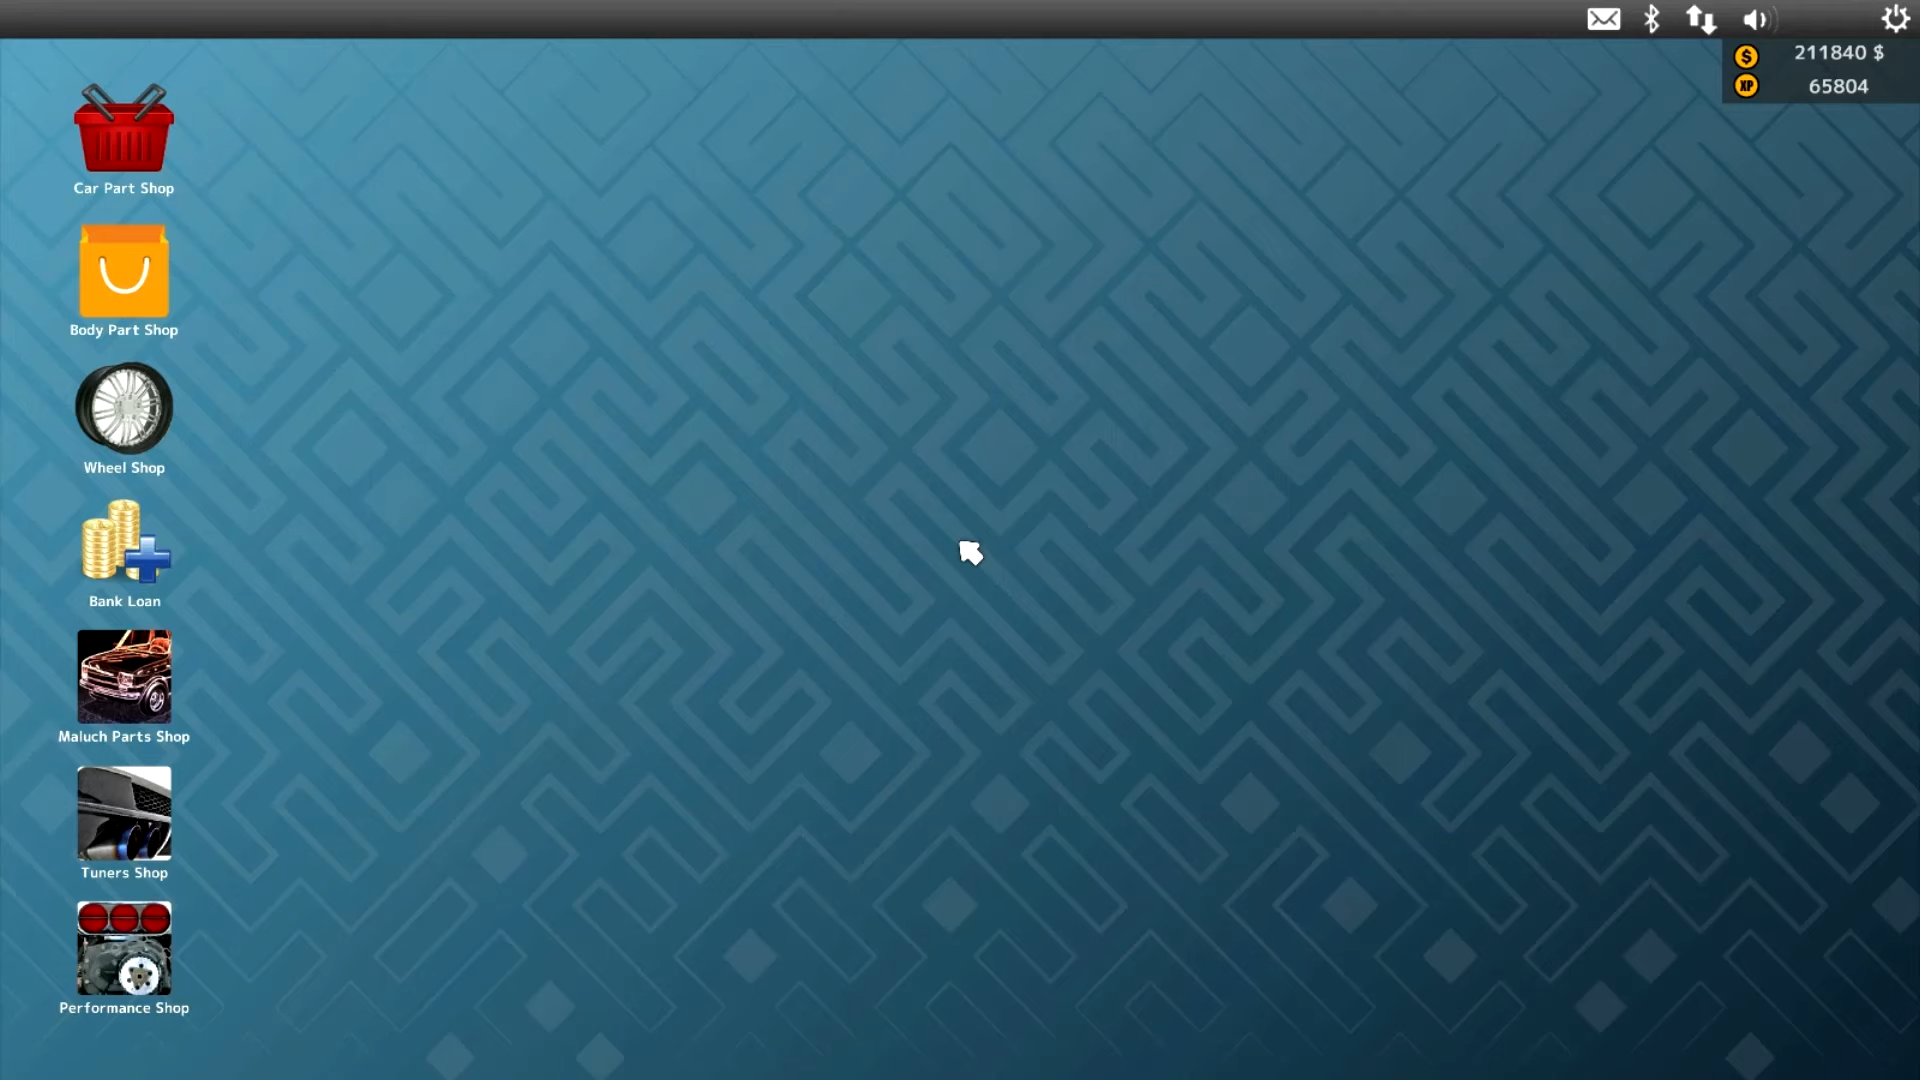 211840 $
XP 65804
Car Part Shop
Body Part Shop
Wheel Shop
Bank Loan
Maluch Parts Shop
Tuners Shop
Performance Shop